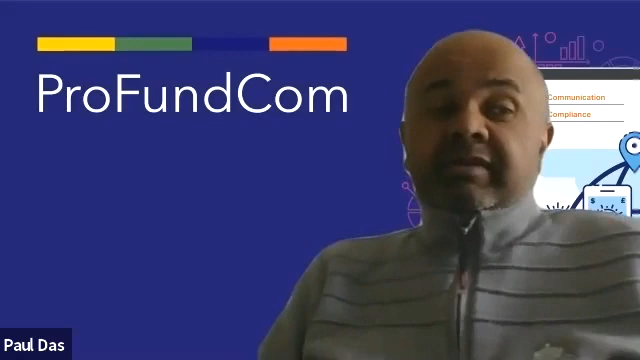 ProFundCom
Communication
Compliance
$ £
Paul Das